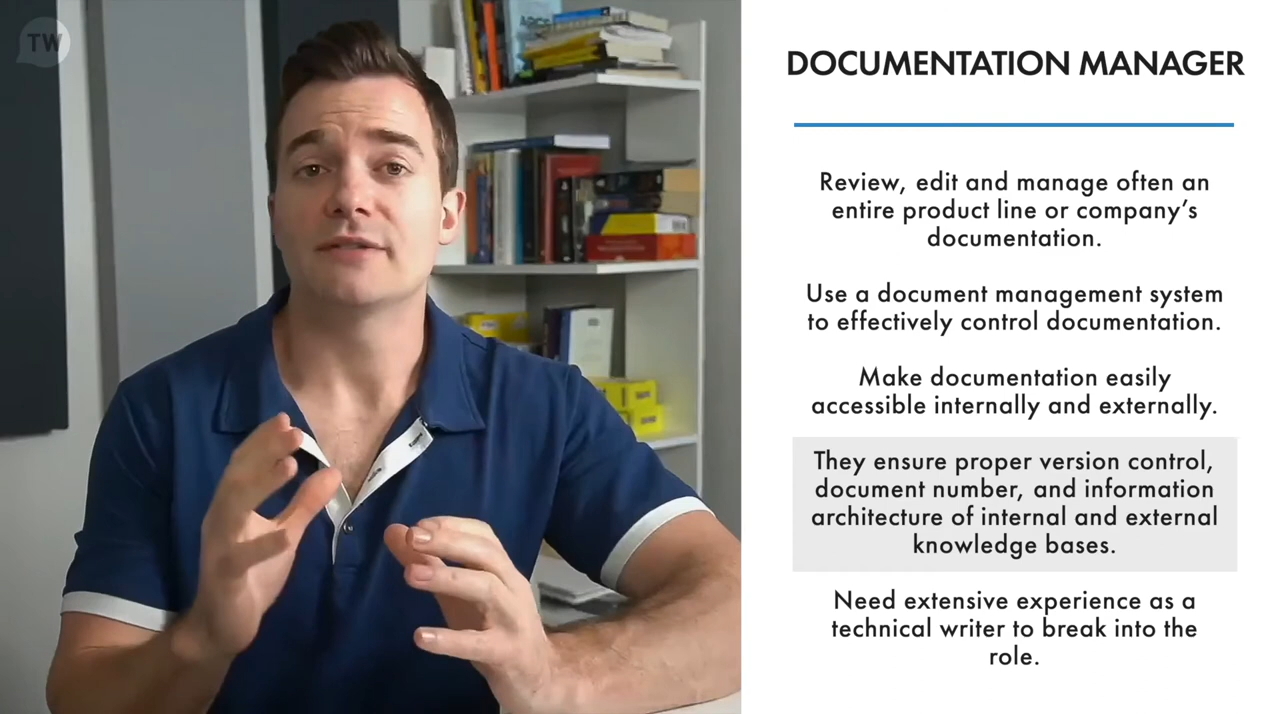 TW
DOCUMENTATION MANAGER
Review, edit and manage often an
entire product line or company's
documentation.
Use a document management system
to effectively control documentation.
Make documentation easily
accessible internally and externally.
They ensure proper version control,
document number, and information
architecture of internal and external
knowledge bases.
Need extensive experience as a
technical writer to break into the
role.